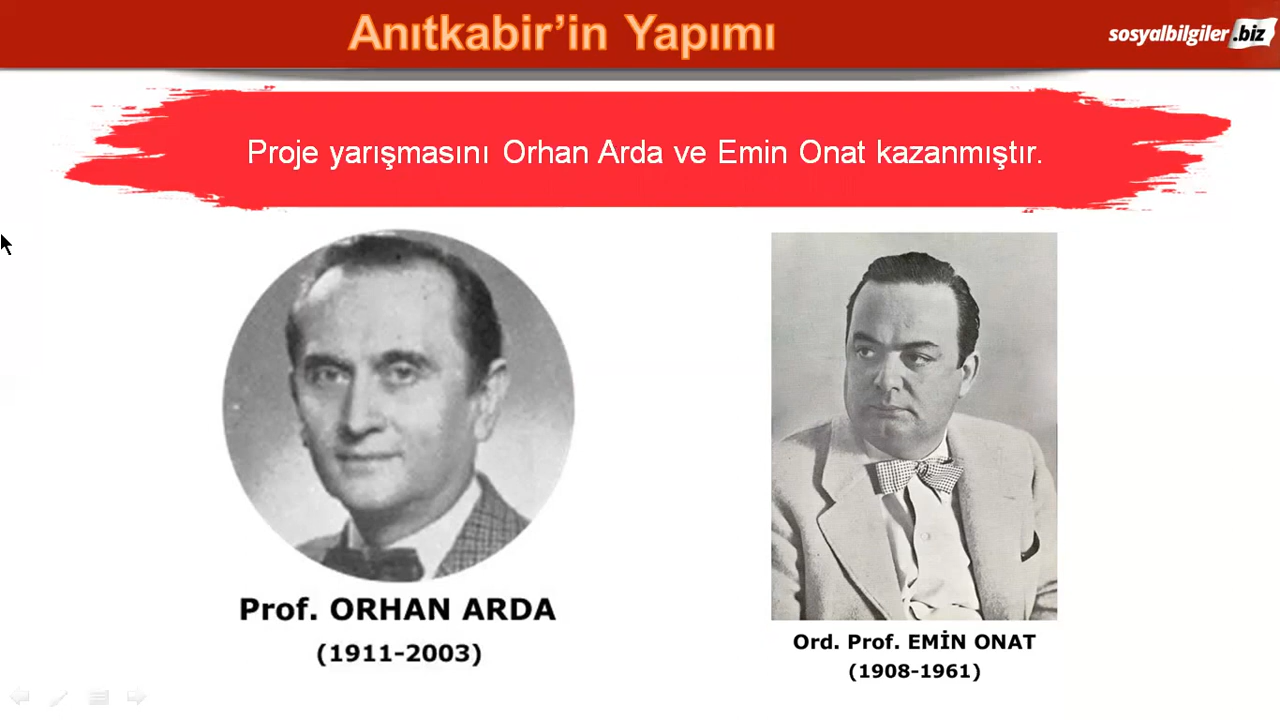 Anıtkabir'in Yapımı
sosyalbilgiler.biz
Proje yarışmasını Orhan Arda ve Emin Onat kazanmıştır.
Prof. ORHAN ARDA
(1911-2003)
Ord. Prof. EMİN ONAT
(1908-1961)